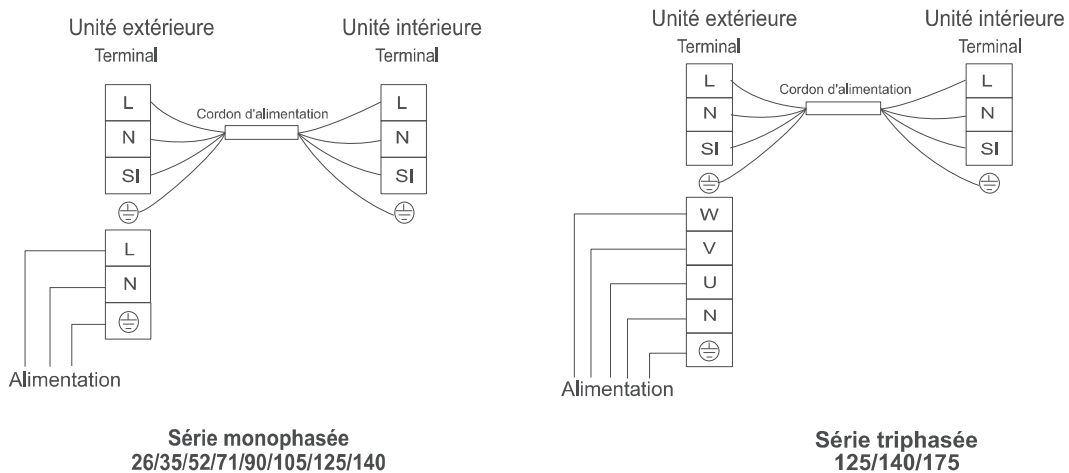 Unité extérieure
Terminal
Unité intérieure
Terminal
L
N
SI
Cordon d'alimentation
L
N
SI
L
N
Alimentation
Série monophasée
26/35/52/71/90/105/125/140
Unité extérieure
Terminal
Unité intérieure
Terminal
L
N
SI
Cordon d'alimentation
L
N
SI
W
V
U
N
Alimentation
Série triphasée
125/140/175